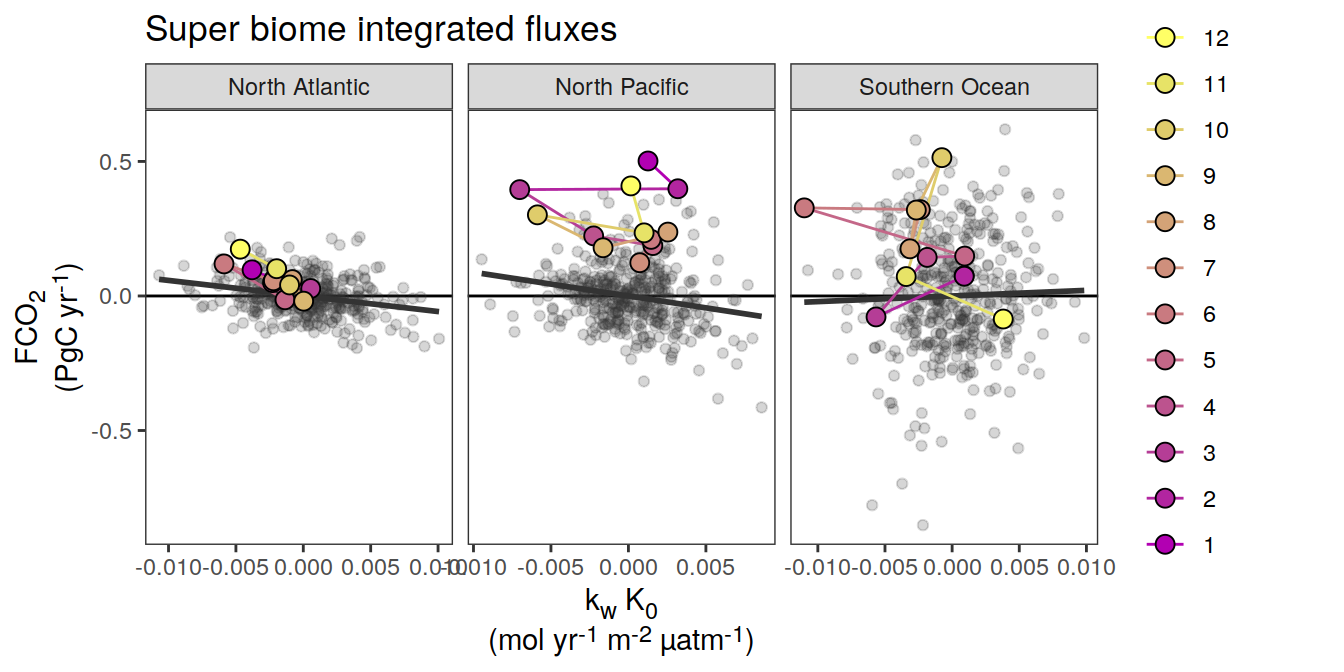 Super biome integrated fluxes
North Atlantic North Pacific Southern Ocean
12
11
10
9
8
7
6
5
4
3
2
1
0.5
0.0
-0.5
FCO2
(PgC yr-1)
-0.010 -0.005 0.000 0.005 0.010 -0.010 -0.005 0.000 0.005 -0.010 -0.005 0.000 0.005 0.010
kw K0
(mol yr-1 m-2 µatm-1)